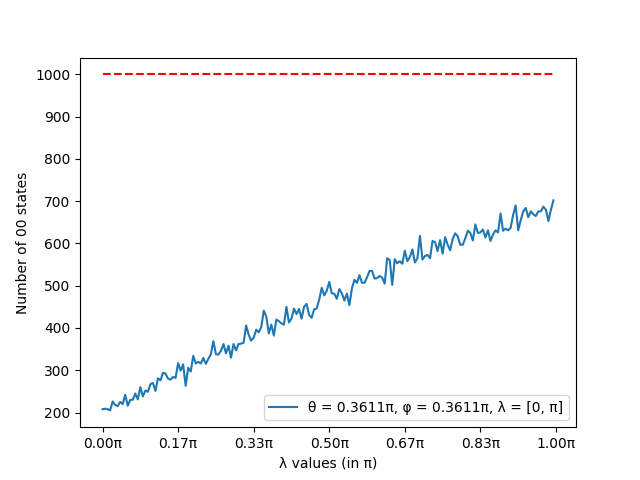 Number of 00 states
1000
900
800
700
600
500
400
300
200
θ = 0.3611π, φ = 0.3611π, λ = [0, π]
0.00π 0.17π 0.33π 0.50π 0.67π 0.83π 1.00π
λ values (in π)